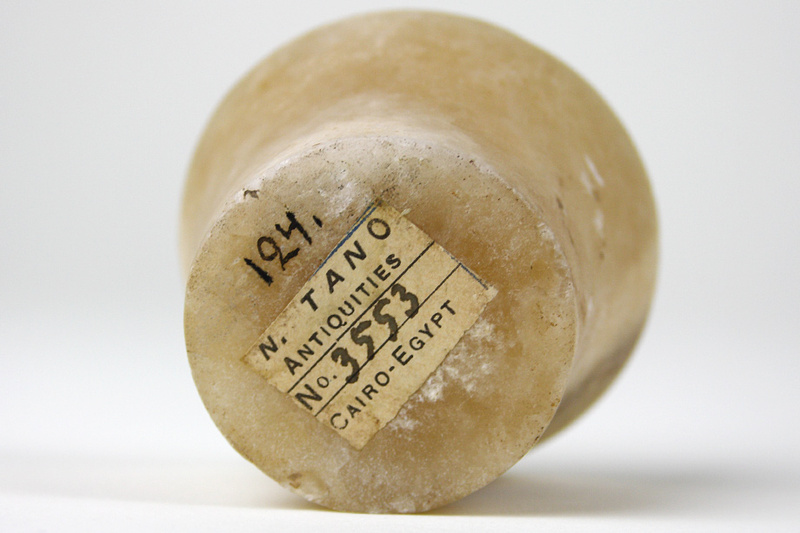 124.
N. TANO
ANTIQUITIES
No. 3553
CAIRO-EGYPT